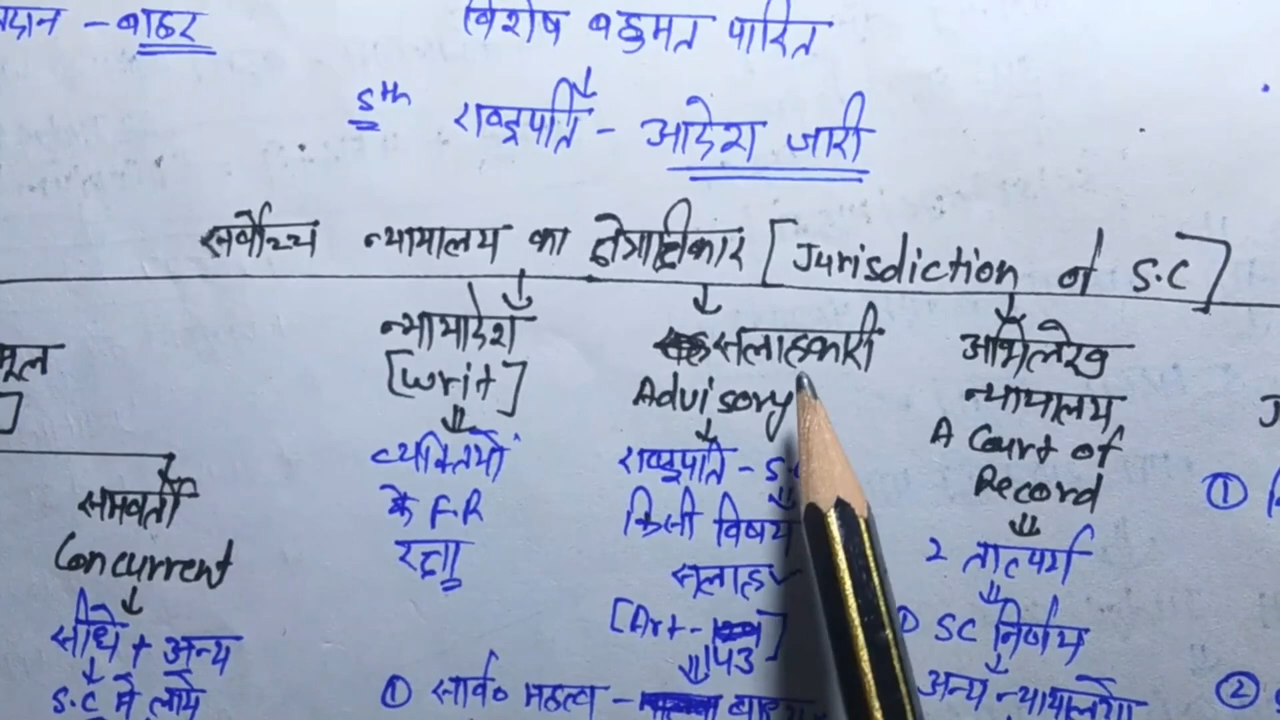 - बाहर
विशेष बहुमत पारित
5th राष्ट्रपति - आदेश जारी
सर्वोच्च न्यायालय का क्षेत्राधिकार [Jurisdiction of S.C]
मूल
]
समवर्ती
Concurrent
सीधे + अन्य
S.C में लाये
न्यायादेश
[Writ]
व्यक्तियों
के F.R
रक्षा
सलाहकारी
Advisory
राष्ट्रपति - S.
किसी विषय
सलाह
[Art- ]
143
① सार्व० महत्व -
अभिलेख
न्यायालय
A Court of
Record
2 तात्पर्य
① SC निर्णय
अन्य न्यायालयो
①
②